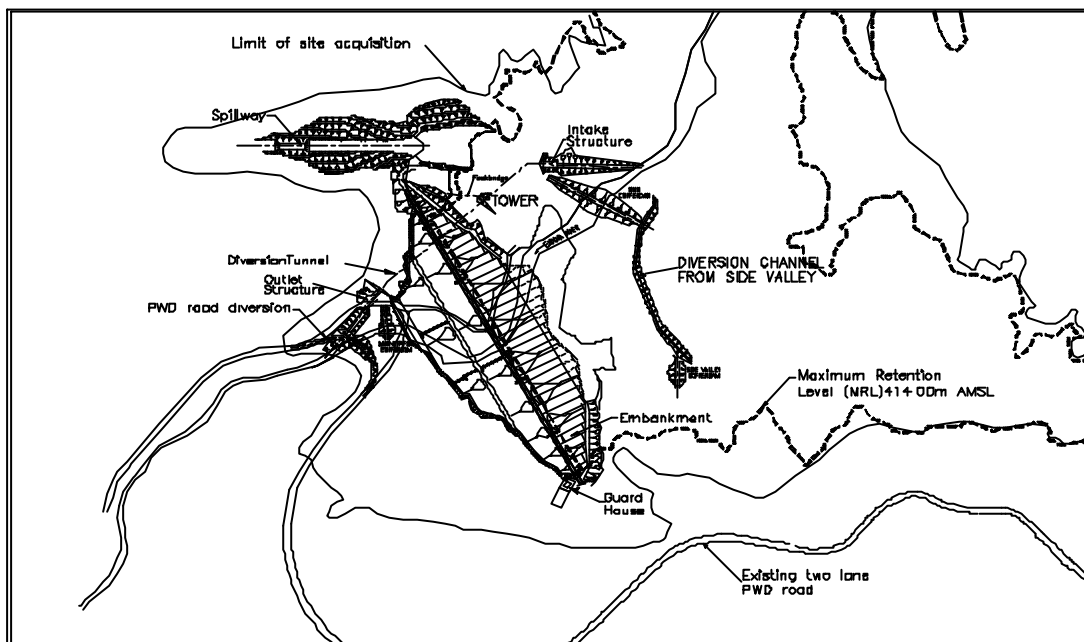 Limit of site acquisition
Spillway
Intake
Structure
TOWER
DiversionTunnel
Outlet
Structure
PWD road diversion
DIVERSION CHANNEL
FROM SIDE VALLEY
Maximum Retention
Level (MRL)414 00m AMSL
Embankment
Guard
House
Existing two lane
PWD road